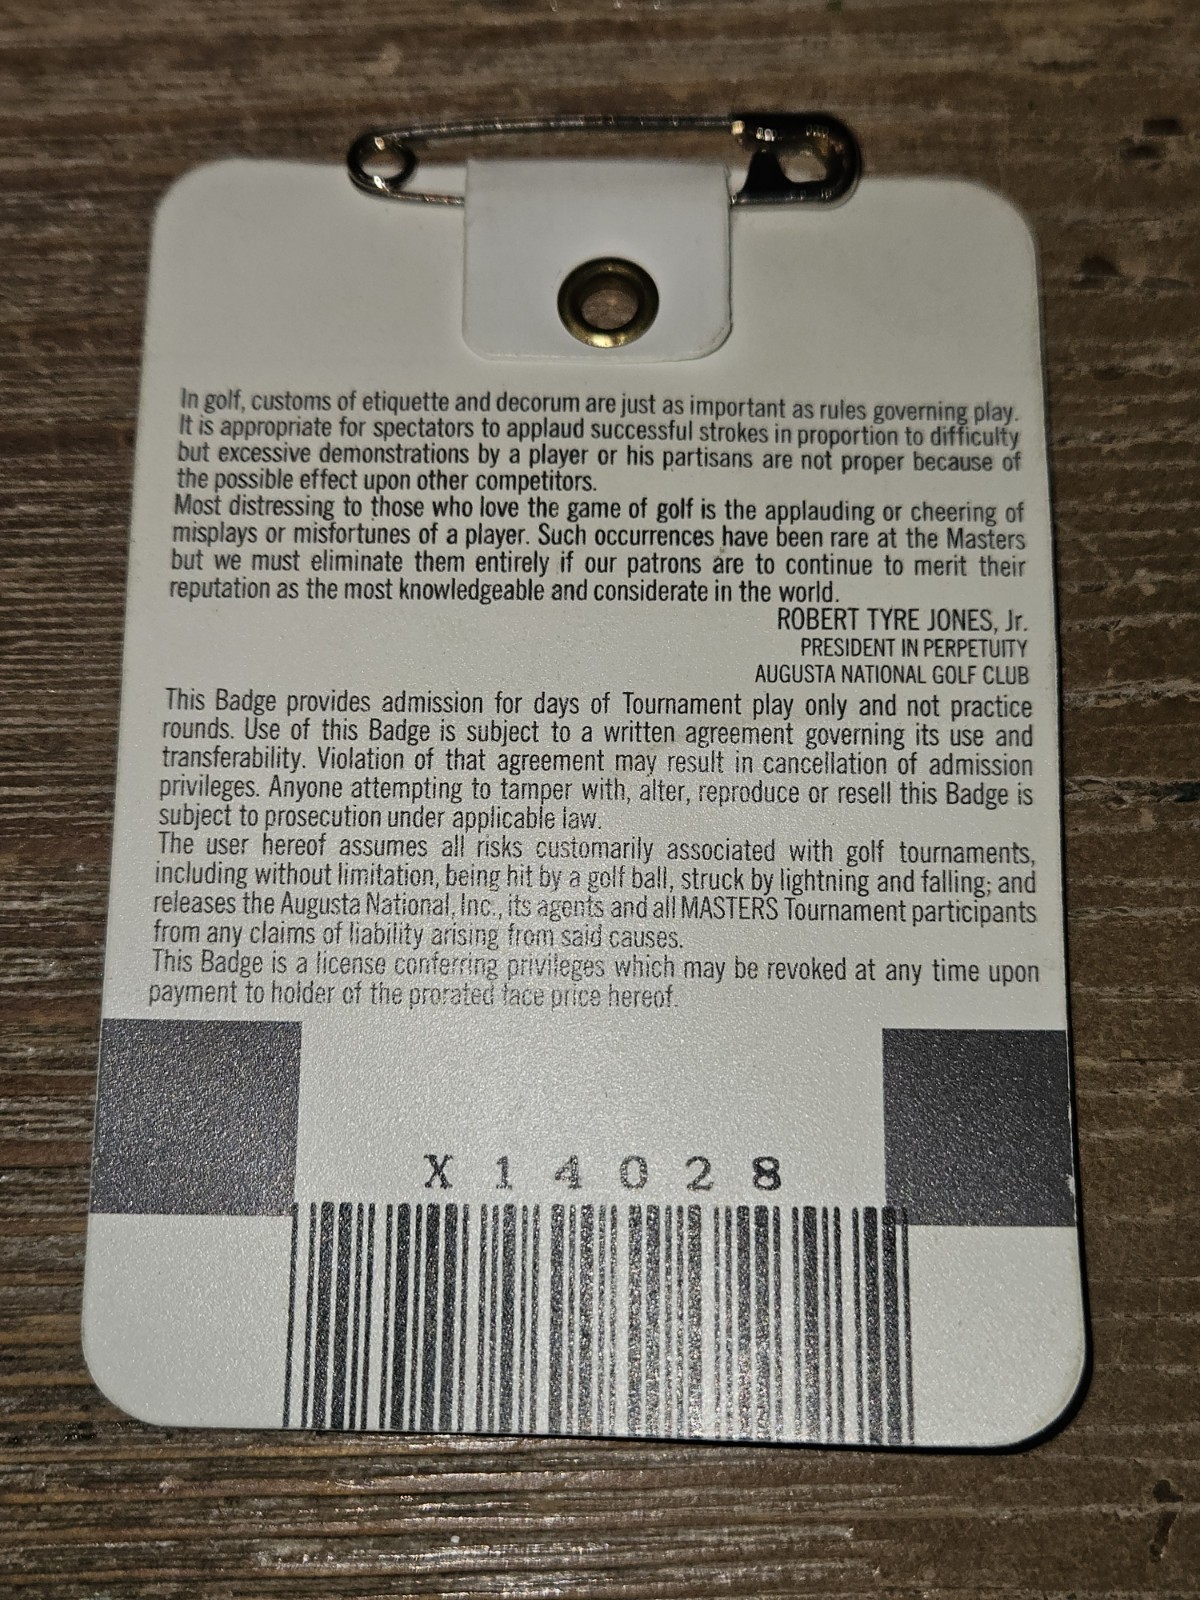 In golf, customs of etiquette and decorum are just as important as rules governing play.
It is appropriate for spectators to applaud successful strokes in proportion to difficulty
but excessive demonstrations by a player or his partisans are not proper because of
the possible effect upon other competitors.
Most distressing to those who love the game of golf is the applauding or cheering of
misplays or misfortunes of a player. Such occurrences have been rare at the Masters
but we must eliminate them entirely if our patrons are to continue to merit their
reputation as the most knowledgeable and considerate in the world.
ROBERT TYRE JONES, Jr.
PRESIDENT IN PERPETUITY
AUGUSTA NATIONAL GOLF CLUB
This Badge provides admission for days of Tournament play only and not practice
rounds. Use of this Badge is subject to a written agreement governing its use and
transferability. Violation of that agreement may result in cancellation of admission
privileges. Anyone attempting to tamper with, alter, reproduce or resell this Badge is
subject to prosecution under applicable law.
The user hereof assumes all risks customarily associated with golf tournaments,
including without limitation, being hit by a golf ball, struck by lightning and falling; and
releases the Augusta National, Inc., its agents and all MASTERS Tournament participants
from any claims of liability arising from said causes.
This Badge is a license conferring privileges which may be revoked at any time upon
payment to holder of the prorated face price hereof.
X14028